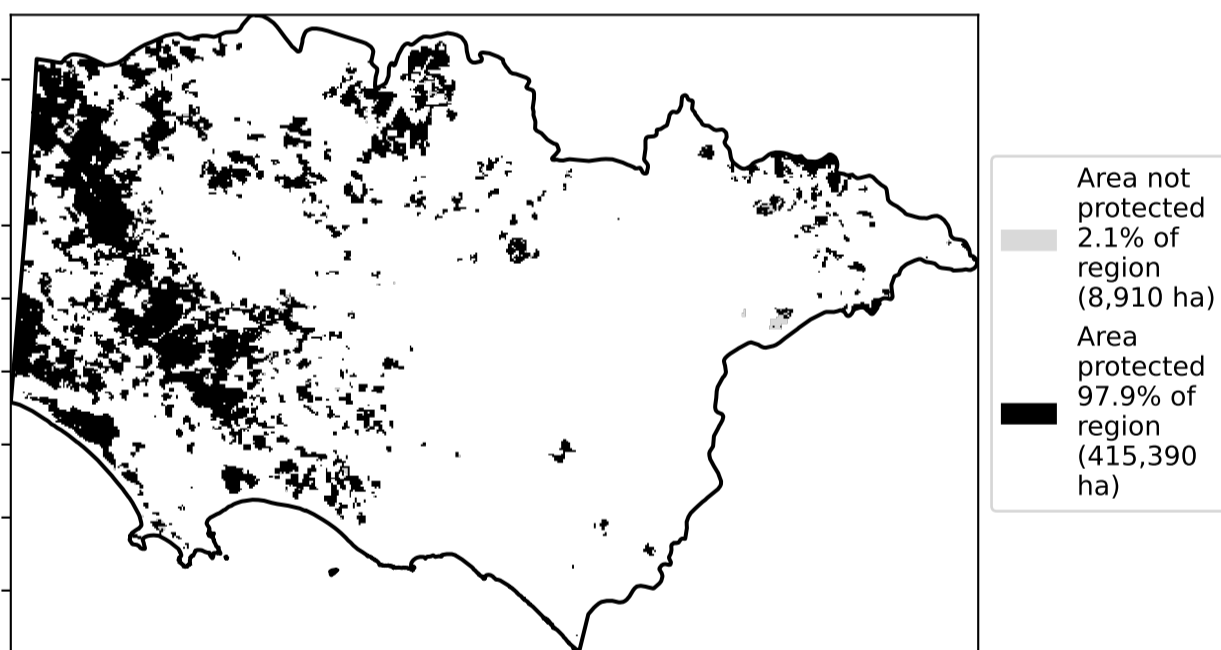 Area not
protected
2.1% of
region
(8,910 ha)
Area
protected
97.9% of
region
(415,390
ha)